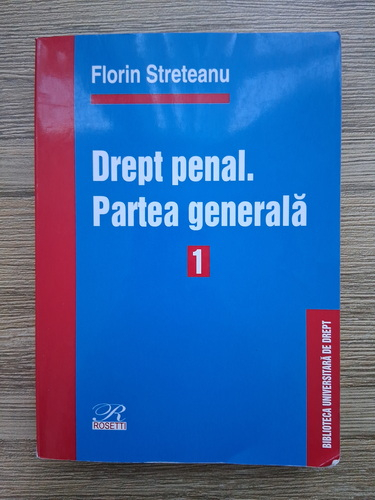 Florin Streteanu
Drept penal.
Partea generală
1
BIBLIOTECA UNIVERSITARĂ DE DREPT
R
ROSETTI